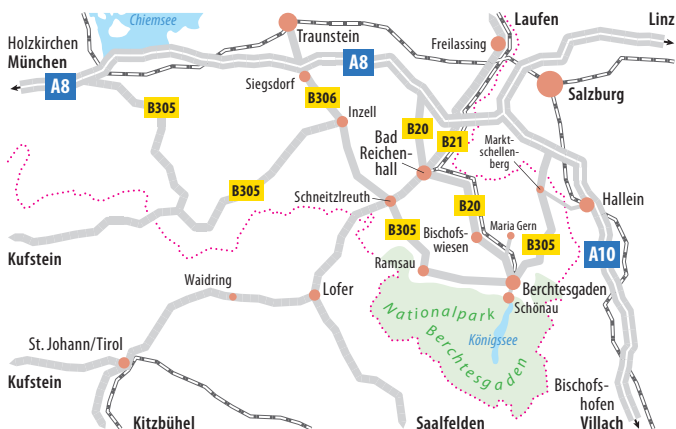 Chiemsee
Laufen
Linz
Traunstein
Freilassing
Holzkirchen
München
A8
A8
Siegsdorf
Salzburg
B306
B305
Inzell
B20
B21
Bad
Reichen-
hall
Markt-
schellen-
berg
B305
Schneitzlreuth
B20
Hallein
Maria Gern
B305
Bischofs-
wiesen
B305
A10
Kufstein
Ramsau
Waidring
Lofer
Berchtesgaden
Schönau
Nationalpark
Berchtesgaden
Königssee
St. Johann/Tirol
Kufstein
Bischofs-
hofen
Kitzbühel
Saalfelden
Villach